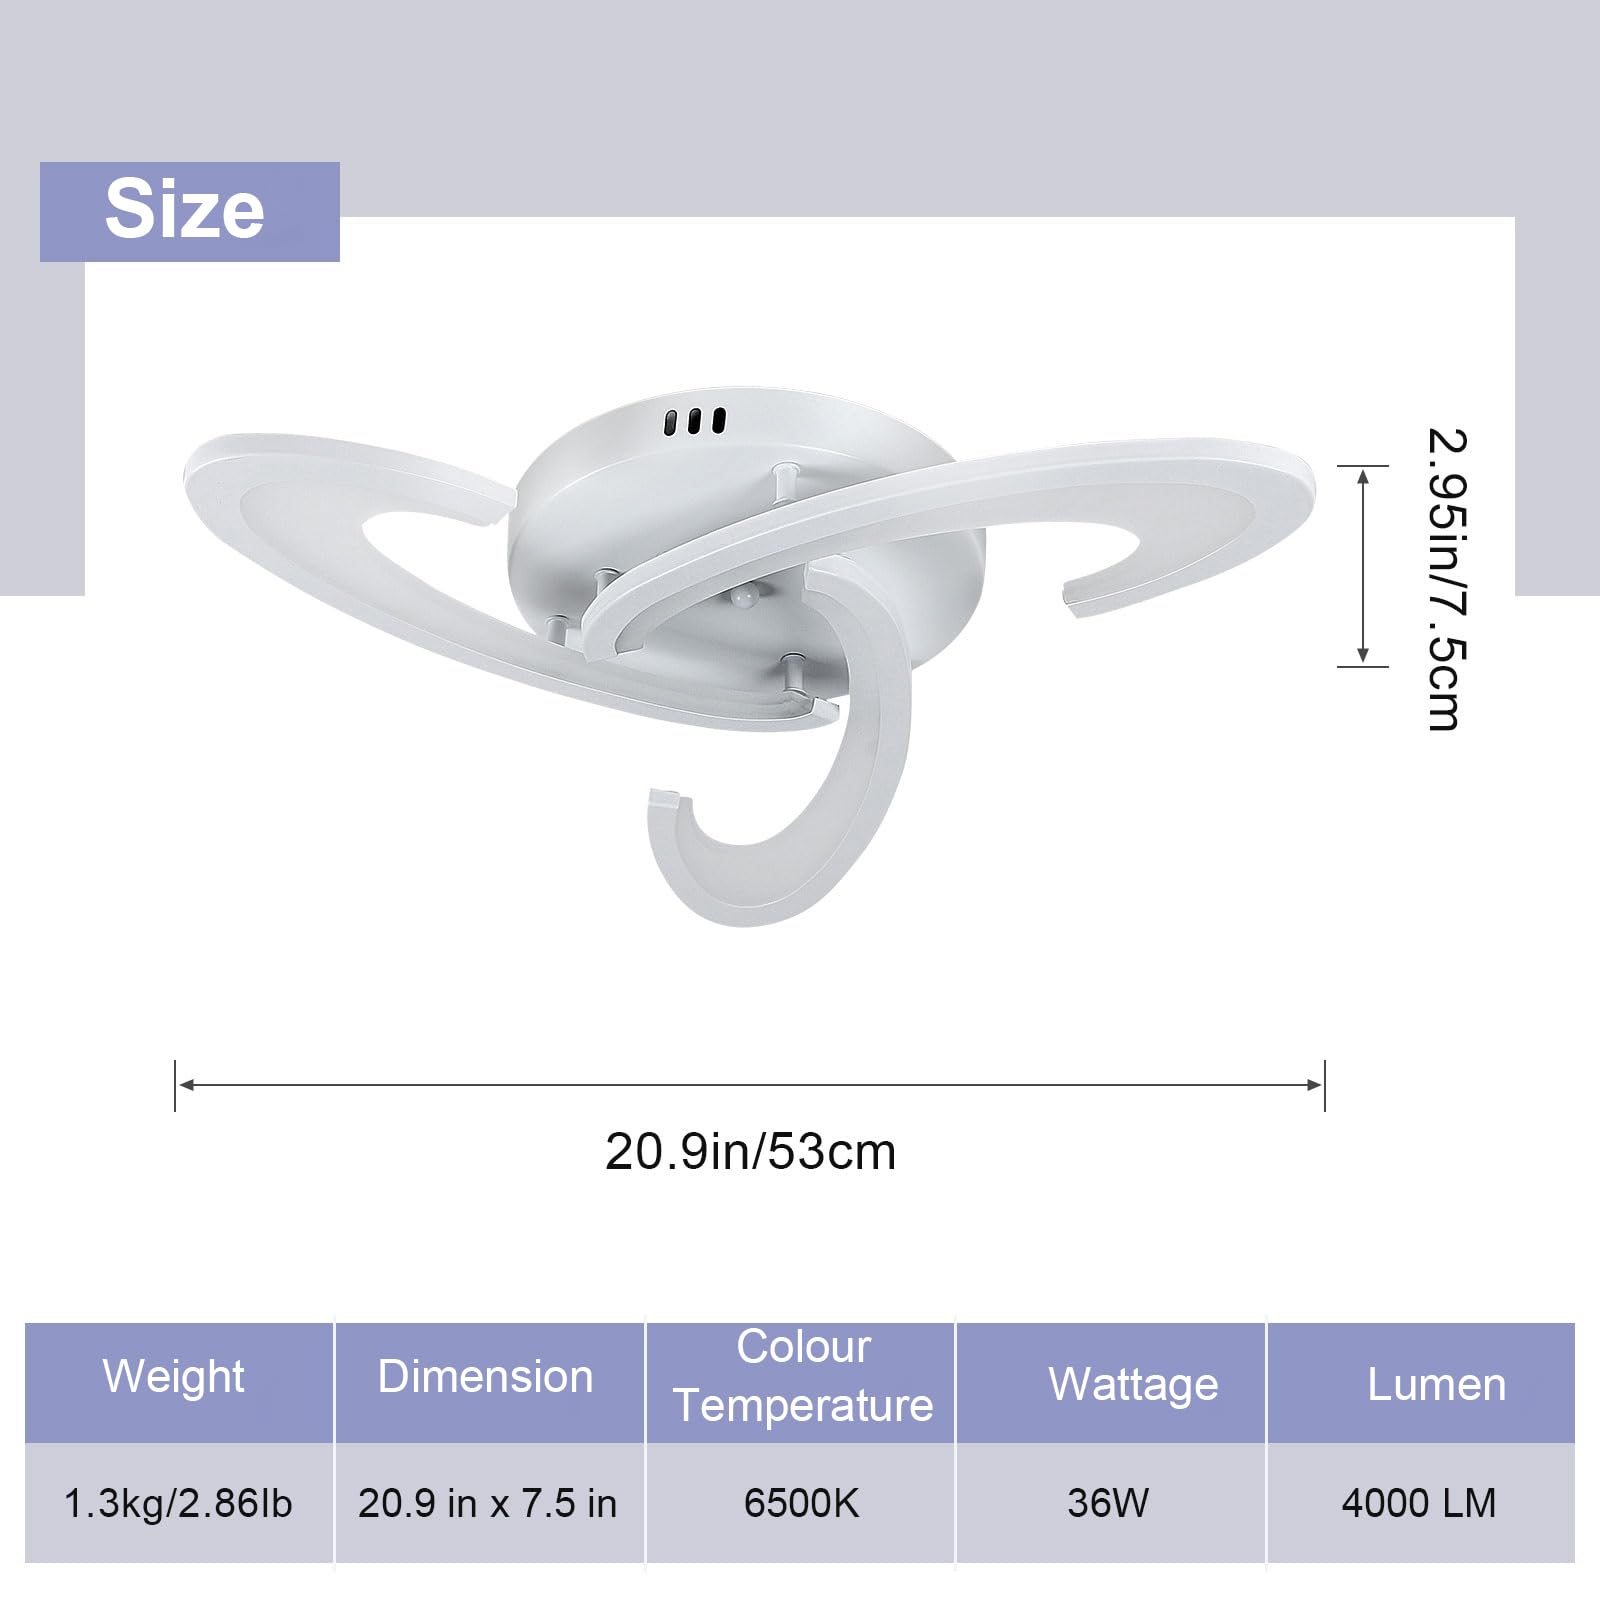 Size
2.95in/7.5cm
20.9in/53cm
Weight
Dimension
Colour
Temperature
Wattage
Lumen
1.3kg/2.86lb
20.9 in x 7.5 in
6500K
36W
4000 LM